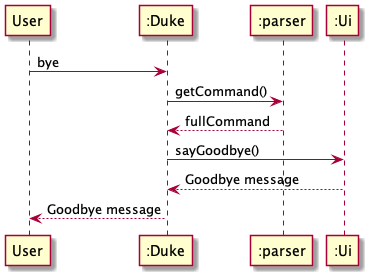 User :Duke :parser :Ui
bye
getCommand()
fullCommand
sayGoodbye()
Goodbye message
Goodbye message
User :Duke :parser :Ui